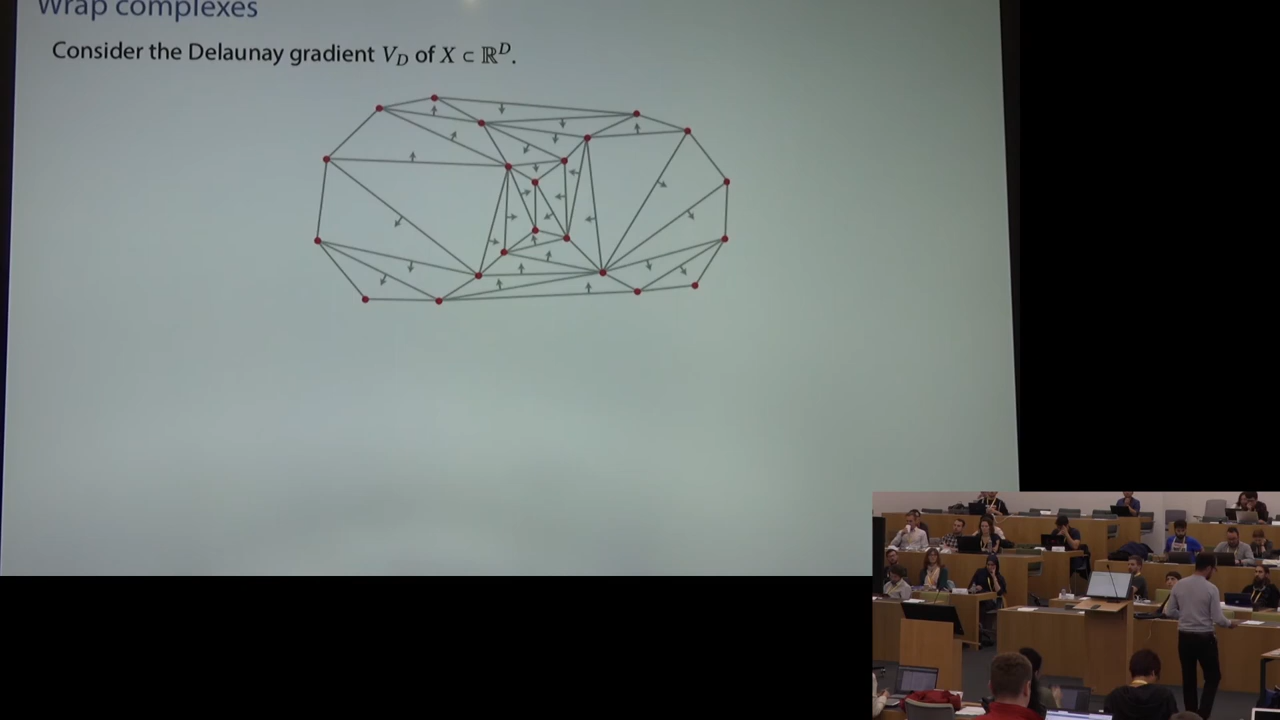 Wrap complexes
Consider the Delaunay gradient V_D of X ⊂ ℝ^D.